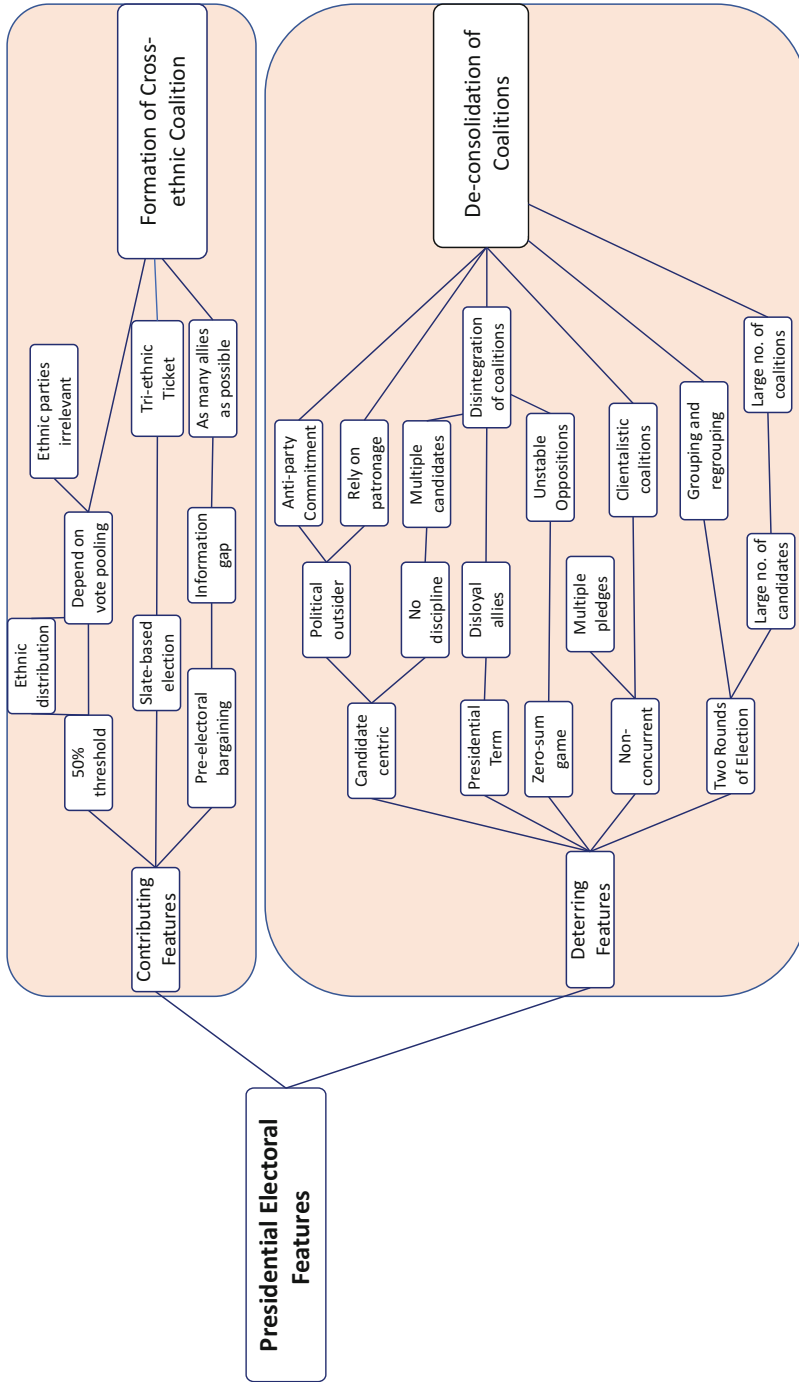 Presidential Electoral
Features
Contributing
Features
50%
threshold
Ethnic
distribution
Depend on
vote pooling
Ethnic parties
irrelevant
Slate-based
election
Tri-ethnic
Ticket
Pre-electoral
bargaining
Information
gap
As many allies
as possible
Formation of Cross-
ethnic Coalition
Deterring
Features
Candidate
centric
Political
outsider
Anti-party
Commitment
Rely on
patronage
No
discipline
Multiple
candidates
Presidential
Term
Disloyal
allies
Disintegration
of coalitions
Zero-sum
game
Unstable
Oppositions
Non-
concurrent
Multiple
pledges
Clientalistic
coalitions
Two Rounds
of Election
Grouping and
regrouping
Large no. of
candidates
Large no. of
coalitions
De-consolidation of
Coalitions